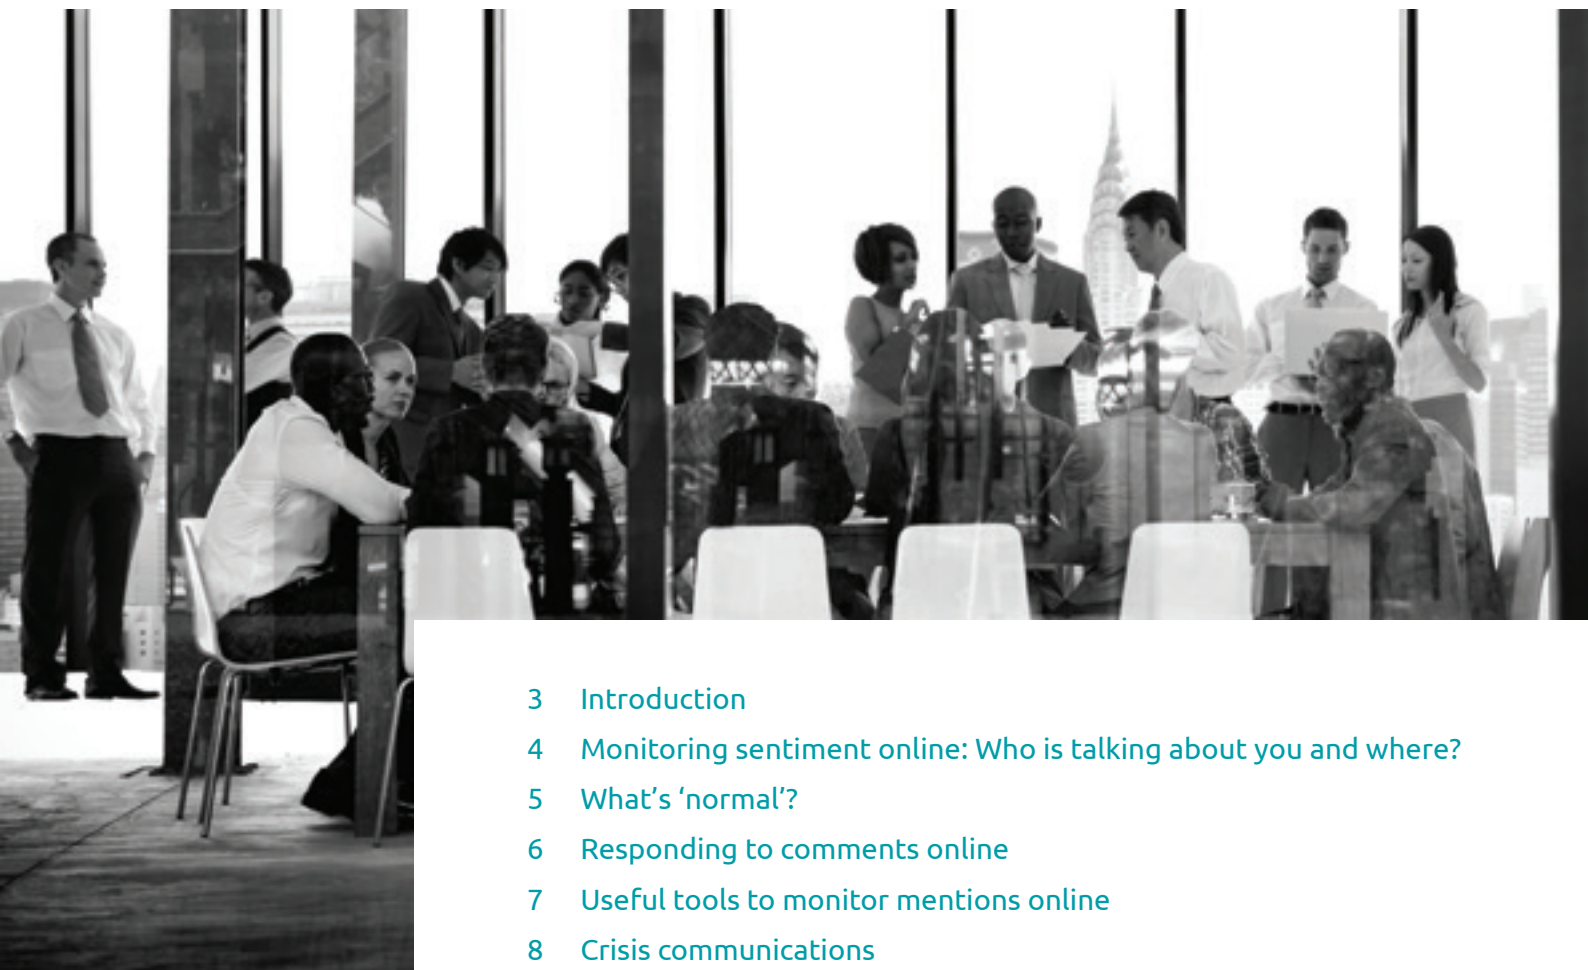 3 Introduction
4 Monitoring sentiment online: Who is talking about you and where?
5 What’s ‘normal’?
6 Responding to comments online
7 Useful tools to monitor mentions online
8 Crisis communications